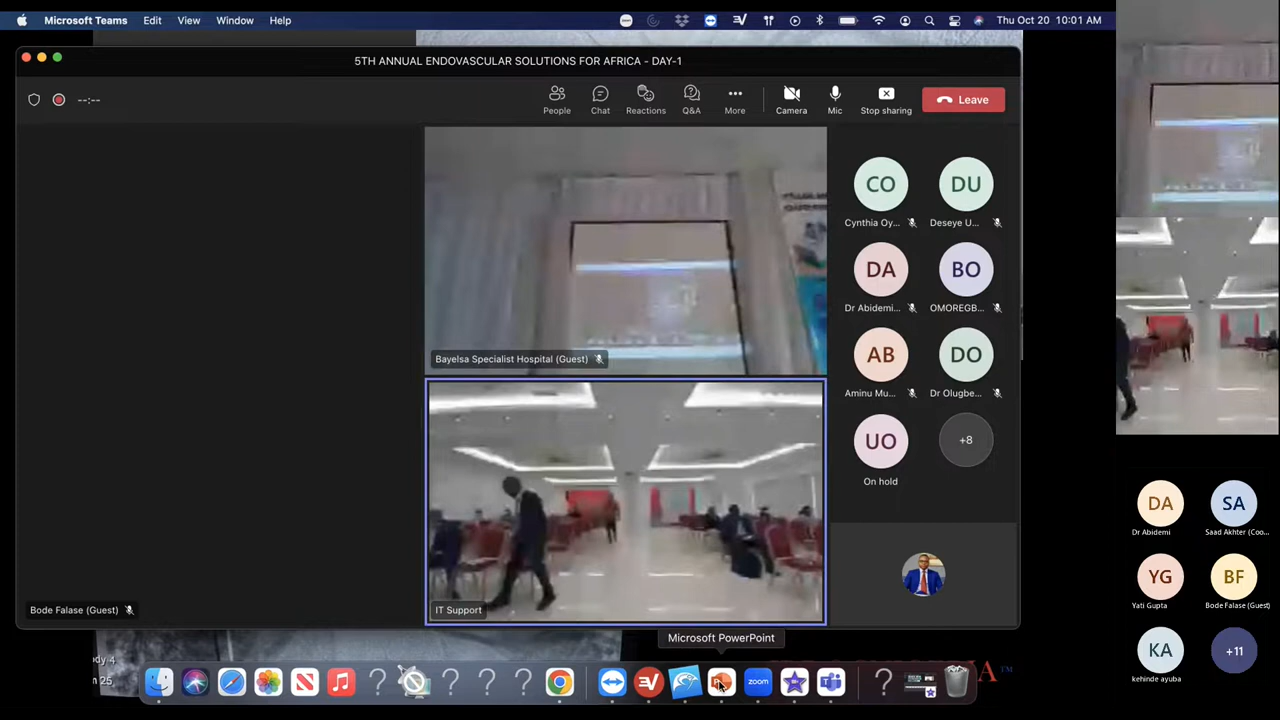 Microsoft Teams Edit View Window Help
Thu Oct 20 10:01 AM
5TH ANNUAL ENDOVASCULAR SOLUTIONS FOR AFRICA - DAY-1
--:--
People Chat Reactions Q&A More Camera Mic Stop sharing Leave
CO DU
Cynthia Oy... Deseye U...
DA BO
Dr Abidemi... OMOREGB...
AB DO
Aminu Mu... Dr Olugbe...
UO +8
On hold
Bayelsa Specialist Hospital (Guest)
IT Support
Bode Falase (Guest)
Microsoft PowerPoint
zoom
DA SA
Dr Abidemi Saad Akhter (Coo...
YG BF
Yati Gupta Bode Falase (Guest)
KA +11
kehinde ayuba